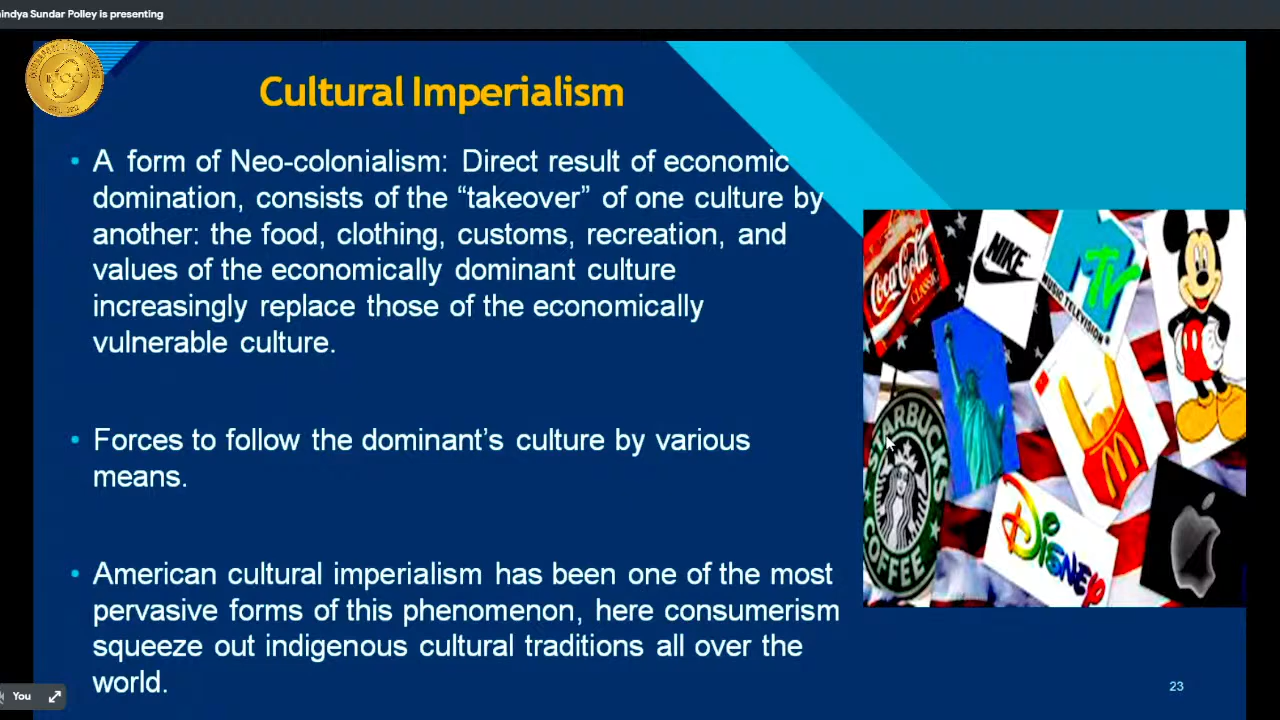 indya Sundar Polley is presenting
Cultural Imperialism
• A form of Neo-colonialism: Direct result of economic
domination, consists of the “takeover” of one culture by
another: the food, clothing, customs, recreation, and
values of the economically dominant culture
increasingly replace those of the economically
vulnerable culture.
• Forces to follow the dominant’s culture by various
means.
• American cultural imperialism has been one of the most
pervasive forms of this phenomenon, here consumerism
squeeze out indigenous cultural traditions all over the
world.
Coca-Cola
CLASSIC
NIKE
MTV
MUSIC TELEVISION®
STARBUCKS
COFFEE
M
DISNEY
23
You